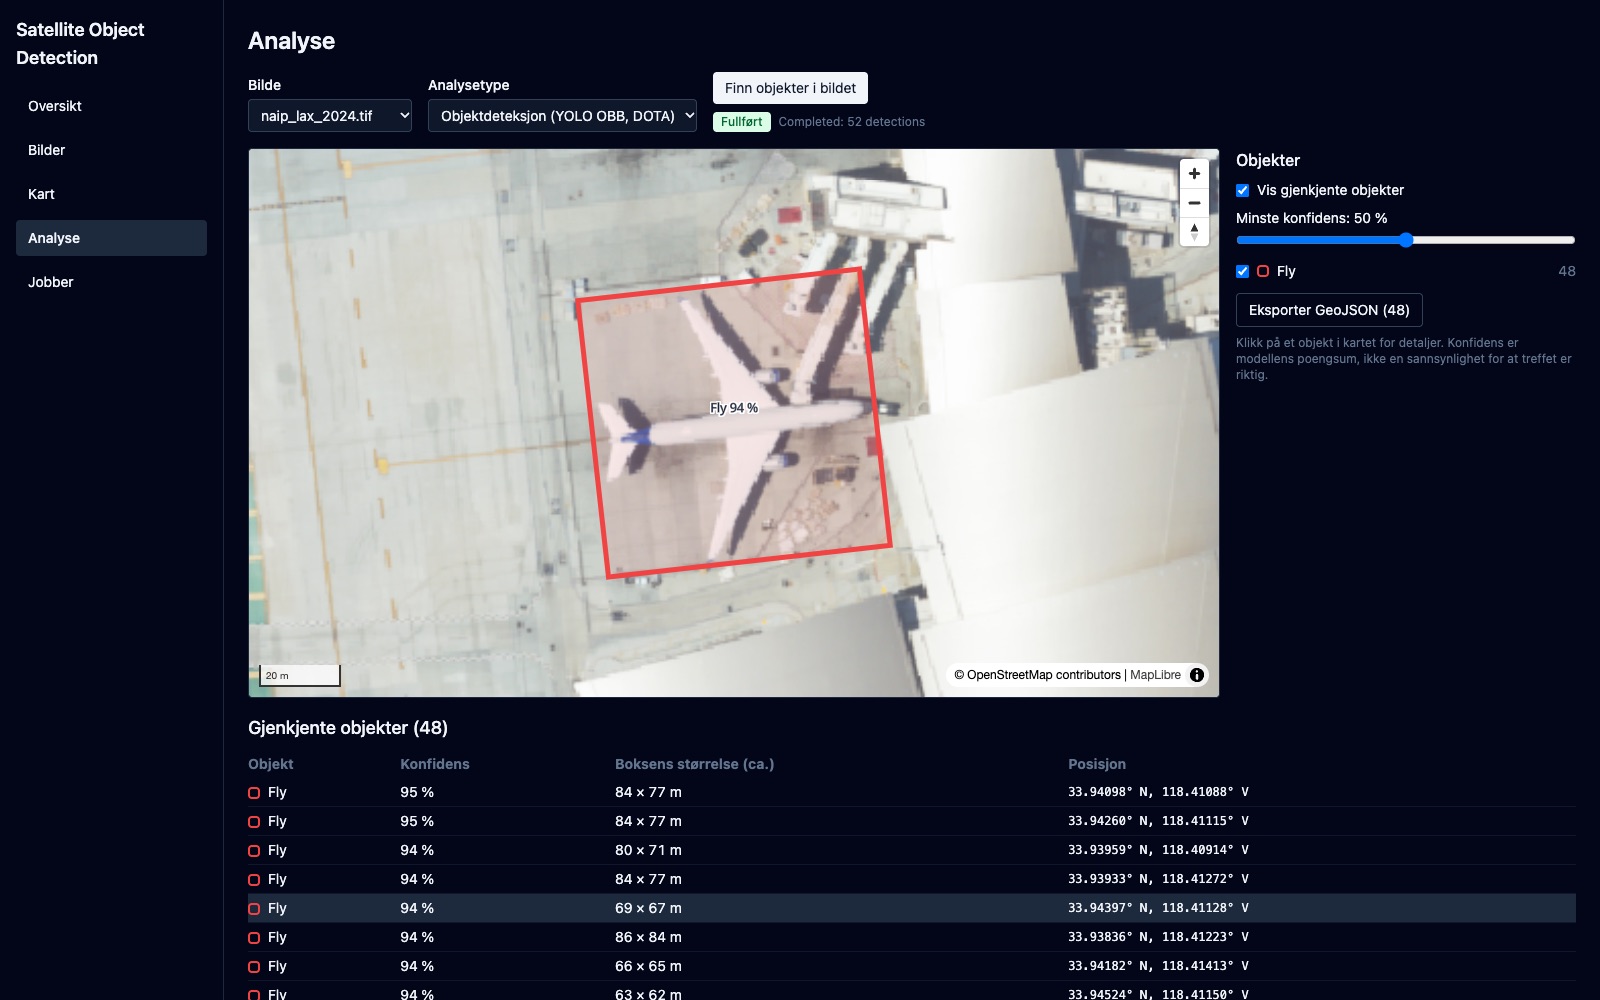 Satellite Object
Detection
Oversikt
Bilder
Kart
Analyse
Jobber
Analyse
Bilde
naip_lax_2024.tif
Analysetype
Objektdeteksjon (YOLO OBB, DOTA)
Finn objekter i bildet
Fullført Completed: 52 detections
Fly 94 %
20 m
© OpenStreetMap contributors | MapLibre
Objekter
Vis gjenkjente objekter
Minste konfidens: 50 %
Fly 48
Eksporter GeoJSON (48)
Klikk på et objekt i kartet for detaljer. Konfidens er
modellens poengsum, ikke en sannsynlighet for at treffet er
riktig.
Gjenkjente objekter (48)
Objekt Konfidens Boksens størrelse (ca.) Posisjon
Fly 95 % 84 × 77 m 33.94098° N, 118.41088° V
Fly 95 % 84 × 77 m 33.94260° N, 118.41115° V
Fly 94 % 80 × 71 m 33.93959° N, 118.40914° V
Fly 94 % 84 × 77 m 33.93933° N, 118.41272° V
Fly 94 % 69 × 67 m 33.94397° N, 118.41128° V
Fly 94 % 86 × 84 m 33.93836° N, 118.41223° V
Fly 94 % 66 × 65 m 33.94182° N, 118.41413° V
Fly 94 % 63 × 62 m 33.94524° N, 118.41150° V